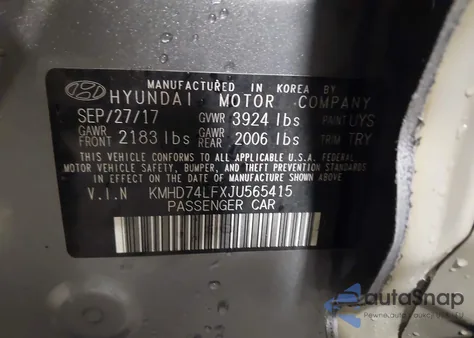 MANUFACTURED IN KOREA BY
HYUNDAI MOTOR COMPANY
SEP/27/17 GVWR 3924 lbs PAINT UYS
GAWR FRONT 2183 lbs GAWR REAR 2006 lbs TRIM TRY
THIS VEHICLE CONFORMS TO ALL APPLICABLE U.S.A. FEDERAL
MOTOR VEHICLE SAFETY, BUMPER, AND THEFT PREVENTION
STANDARDS IN EFFECT ON THE DATE OF MANUFACTURE SHOWN ABOVE.
V.I.N KMHD74LFXJU565415
PASSENGER CAR
autoSnap